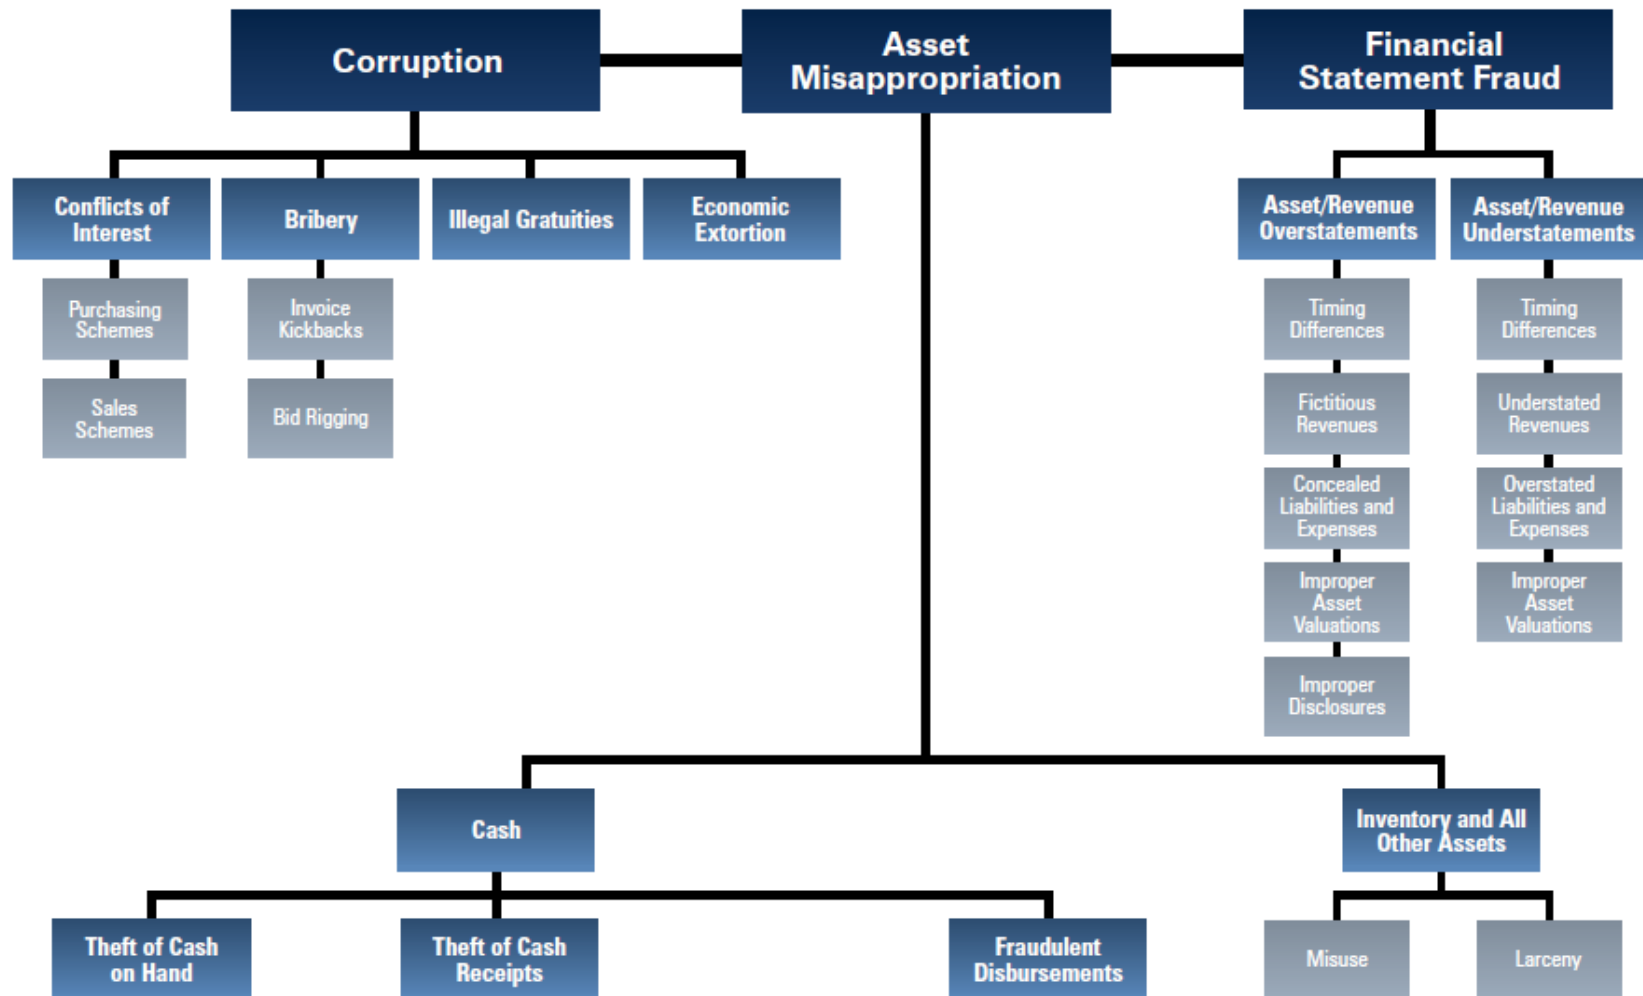 Corruption
Asset
Misappropriation
Financial
Statement Fraud
Conflicts of
Interest
Bribery
Illegal Gratuities
Economic
Extortion
Asset/Revenue
Overstatements
Asset/Revenue
Understatements
Purchasing
Schemes
Invoice
Kickbacks
Timing
Differences
Timing
Differences
Sales
Schemes
Bid Rigging
Fictitious
Revenues
Understated
Revenues
Concealed
Liabilities and
Expenses
Overstated
Liabilities and
Expenses
Improper
Asset
Valuations
Improper
Asset
Valuations
Improper
Disclosures
Cash
Inventory and All
Other Assets
Theft of Cash
on Hand
Theft of Cash
Receipts
Fraudulent
Disbursements
Misuse
Larceny